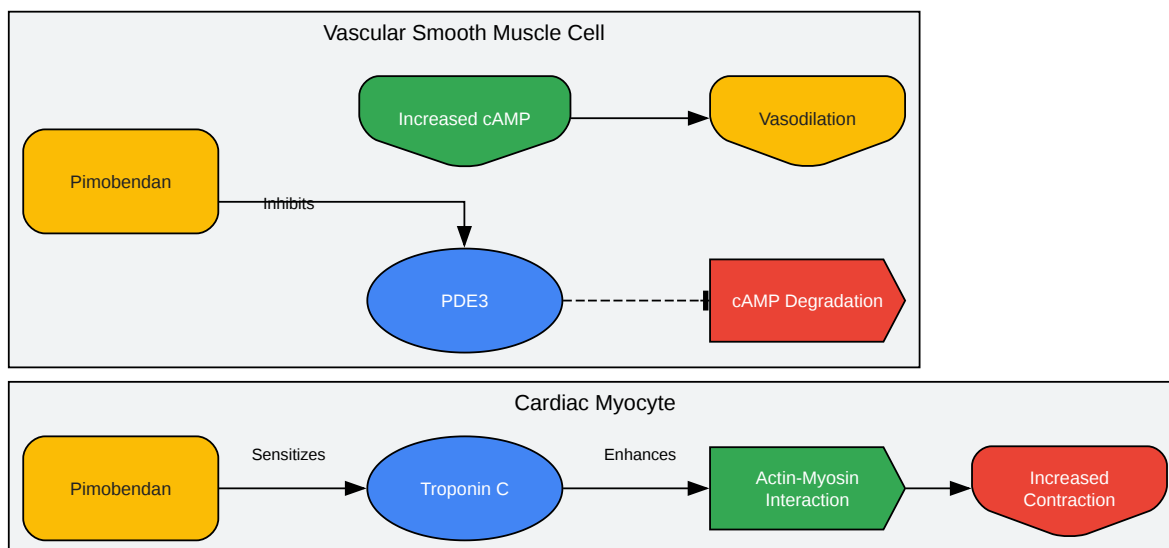 Vascular Smooth Muscle Cell
Increased cAMP
Vasodilation
Pimobendan
Inhibits
PDE3
cAMP Degradation
Cardiac Myocyte
Pimobendan
Sensitizes
Troponin C
Enhances
Actin-Myosin
Interaction
Increased
Contraction